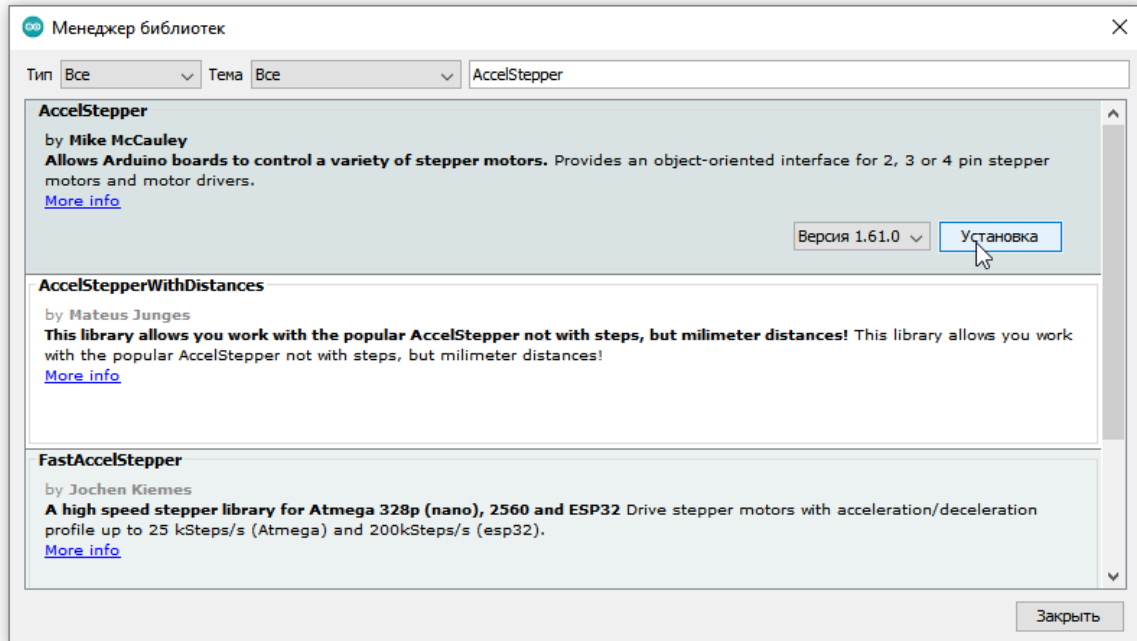 Менеджер библиотек
Тип Все Тема Все AccelStepper
AccelStepper
by Mike McCauley
Allows Arduino boards to control a variety of stepper motors. Provides an object-oriented interface for 2, 3 or 4 pin stepper
motors and motor drivers.
More info
Версия 1.61.0 Установка
AccelStepperWithDistances
by Mateus Junges
This library allows you work with the popular AccelStepper not with steps, but milimeter distances! This library allows you work
with the popular AccelStepper not with steps, but milimeter distances!
More info
FastAccelStepper
by Jochen Kiemes
A high speed stepper library for Atmega 328p (nano), 2560 and ESP32 Drive stepper motors with acceleration/deceleration
profile up to 25 kSteps/s (Atmega) and 200kSteps/s (esp32).
More info
Закрыть